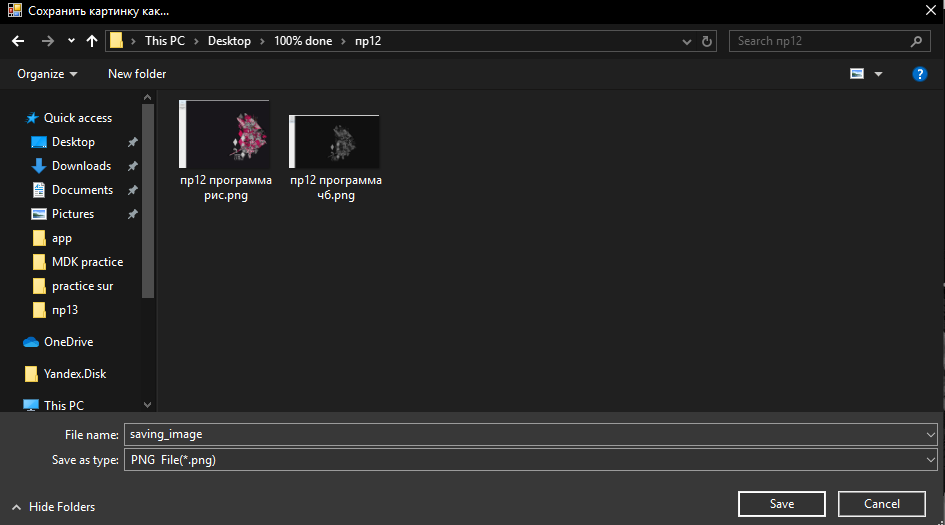 Сохранить картинку как...
This PC > Desktop > 100% done > пр12
Search пр12
Organize
New folder
Quick access
Desktop
Downloads
Documents
Pictures
app
MDK practice
practice sur
пр13
OneDrive
Yandex.Disk
This PC
пр12 программа
рис.png
пр12 программа
чб.png
File name: saving_image
Save as type: PNG File(*.png)
Hide Folders
Save
Cancel